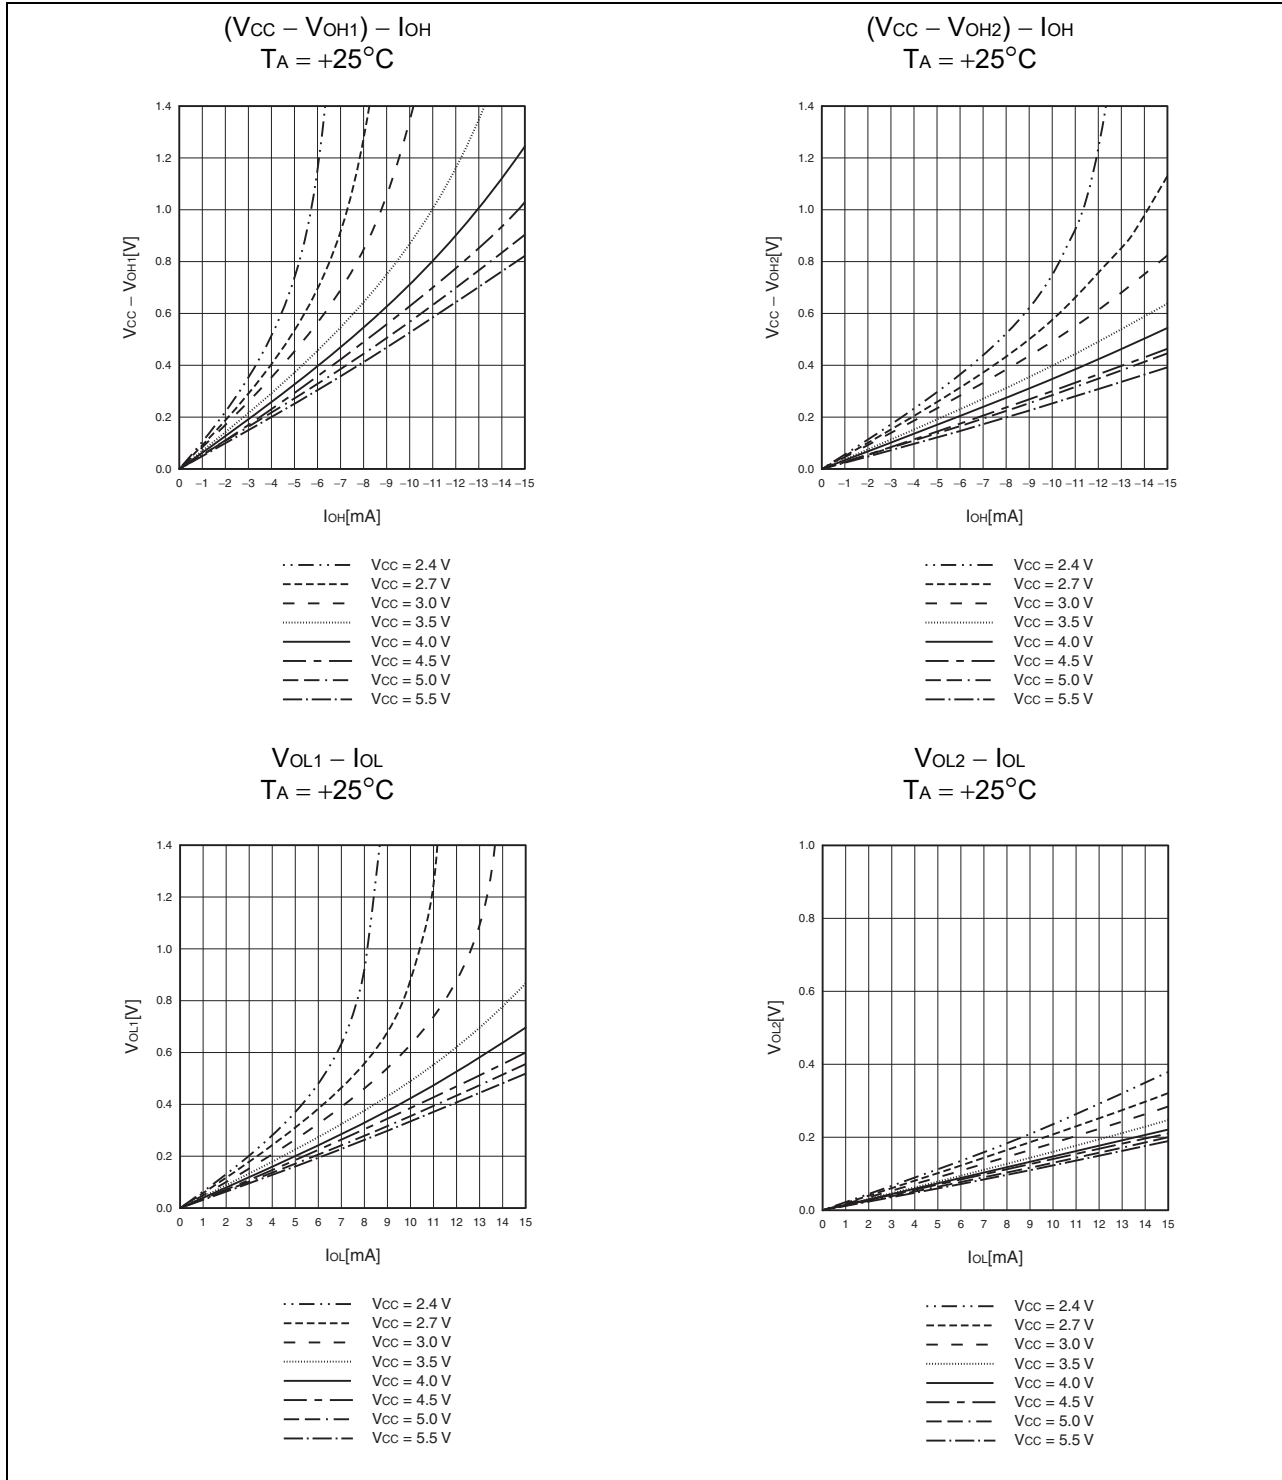 (VCC – VOH1) – IOH
TA = +25°C
VCC – VOH1[V]
1.4
1.2
1.0
0.8
0.6
0.4
0.2
0.0
0 –1 –2 –3 –4 –5 –6 –7 –8 –9 –10 –11 –12 –13 –14 –15
IOH[mA]
VCC = 2.4 V
VCC = 2.7 V
VCC = 3.0 V
VCC = 3.5 V
VCC = 4.0 V
VCC = 4.5 V
VCC = 5.0 V
VCC = 5.5 V
(VCC – VOH2) – IOH
TA = +25°C
VCC – VOH2[V]
1.4
1.2
1.0
0.8
0.6
0.4
0.2
0.0
0 –1 –2 –3 –4 –5 –6 –7 –8 –9 –10 –11 –12 –13 –14 –15
IOH[mA]
VCC = 2.4 V
VCC = 2.7 V
VCC = 3.0 V
VCC = 3.5 V
VCC = 4.0 V
VCC = 4.5 V
VCC = 5.0 V
VCC = 5.5 V
VOL1 – IOL
TA = +25°C
VOL1[V]
1.4
1.2
1.0
0.8
0.6
0.4
0.2
0.0
0 1 2 3 4 5 6 7 8 9 10 11 12 13 14 15
IOL[mA]
VCC = 2.4 V
VCC = 2.7 V
VCC = 3.0 V
VCC = 3.5 V
VCC = 4.0 V
VCC = 4.5 V
VCC = 5.0 V
VCC = 5.5 V
VOL2 – IOL
TA = +25°C
VOL2[V]
1.0
0.8
0.6
0.4
0.2
0.0
0 1 2 3 4 5 6 7 8 9 10 11 12 13 14 15
IOL[mA]
VCC = 2.4 V
VCC = 2.7 V
VCC = 3.0 V
VCC = 3.5 V
VCC = 4.0 V
VCC = 4.5 V
VCC = 5.0 V
VCC = 5.5 V